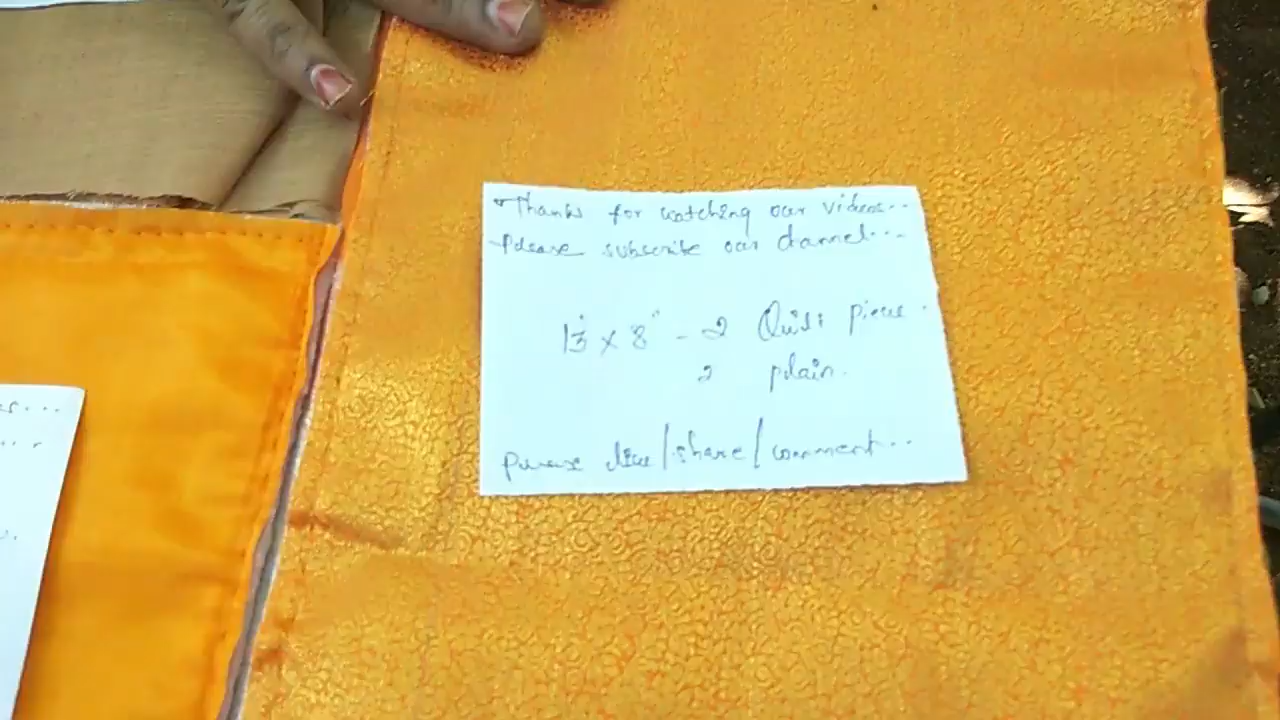 Thanks for watching our videos...
Please subscribe our channel...
13" x 8" - 2 Quilt piece.
2 plain.
please like/share/comment...